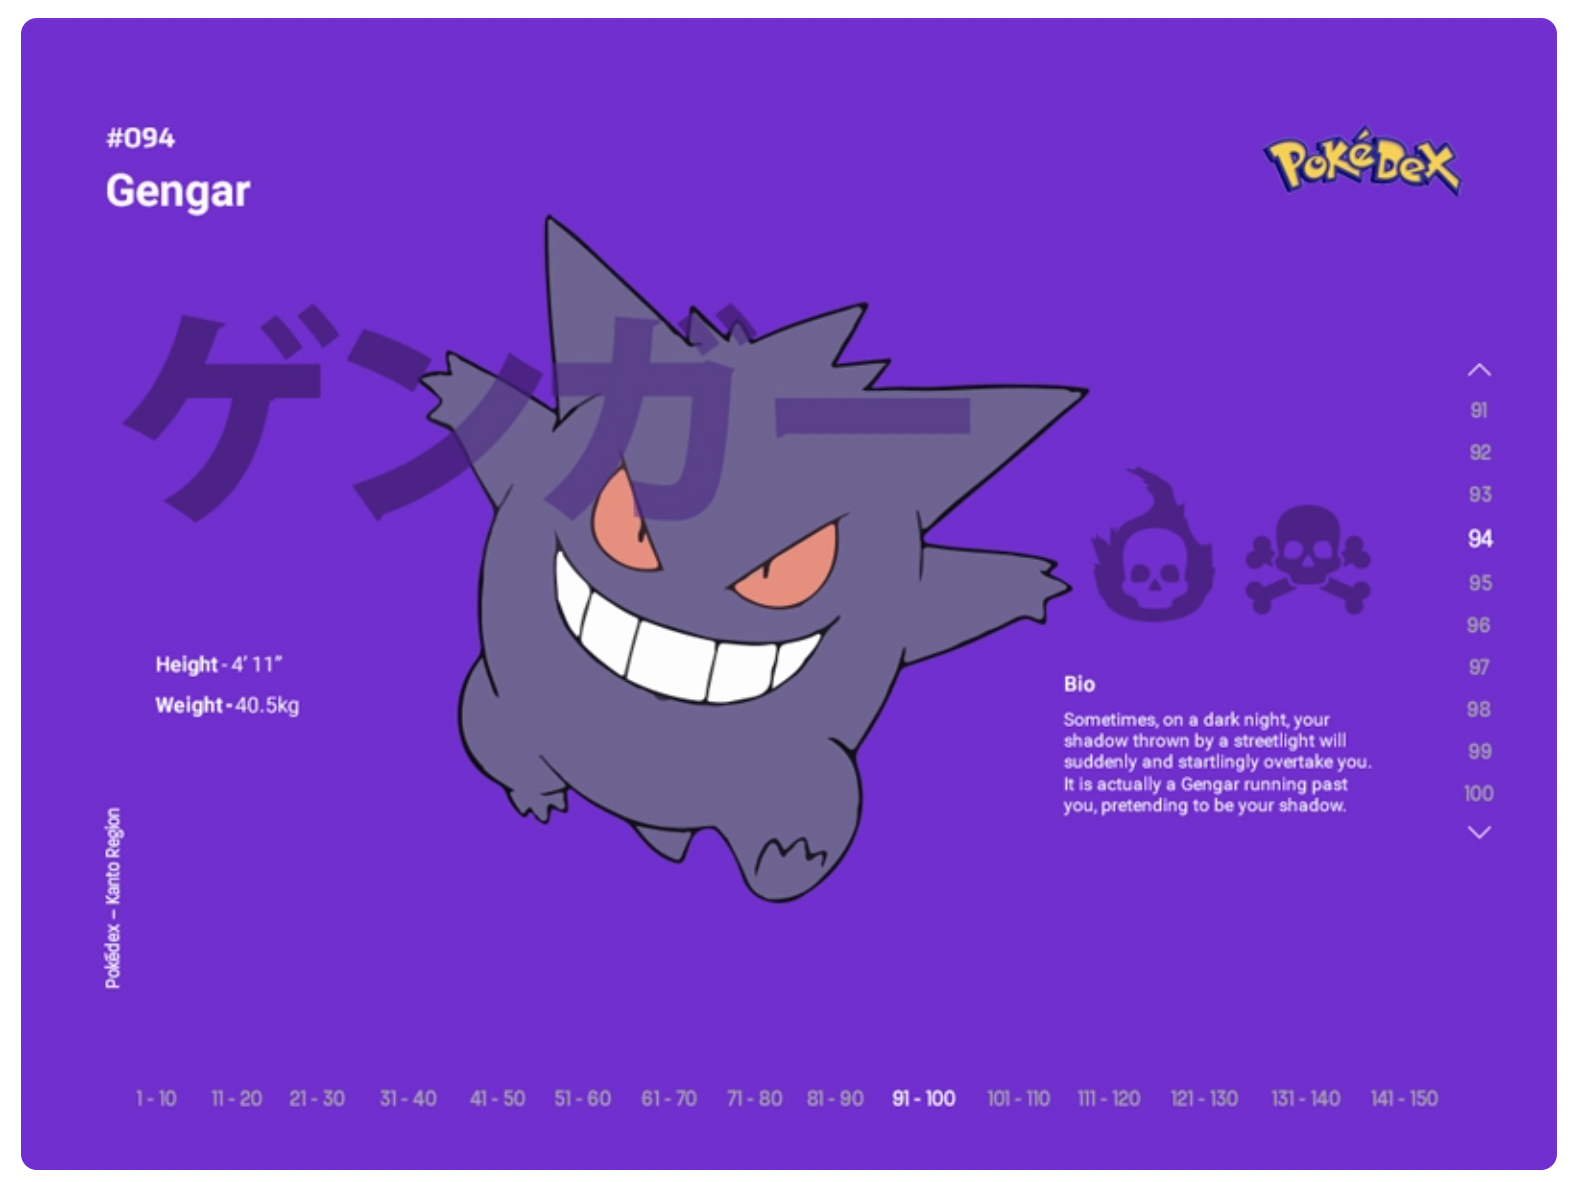 #094
Gengar
PoKéDeX
ゲンガー
Height - 4' 11"
Weight - 40.5kg
Bio
Sometimes, on a dark night, your
shadow thrown by a streetlight will
suddenly and startlingly overtake you.
It is actually a Gengar running past
you, pretending to be your shadow.
91
92
93
94
95
96
97
98
99
100
Pokédex – Kanto Region
1 - 10
11 - 20
21 - 30
31 - 40
41 - 50
51 - 60
61 - 70
71 - 80
81 - 90
91 - 100
101 - 110
111 - 120
121 - 130
131 - 140
141 - 150